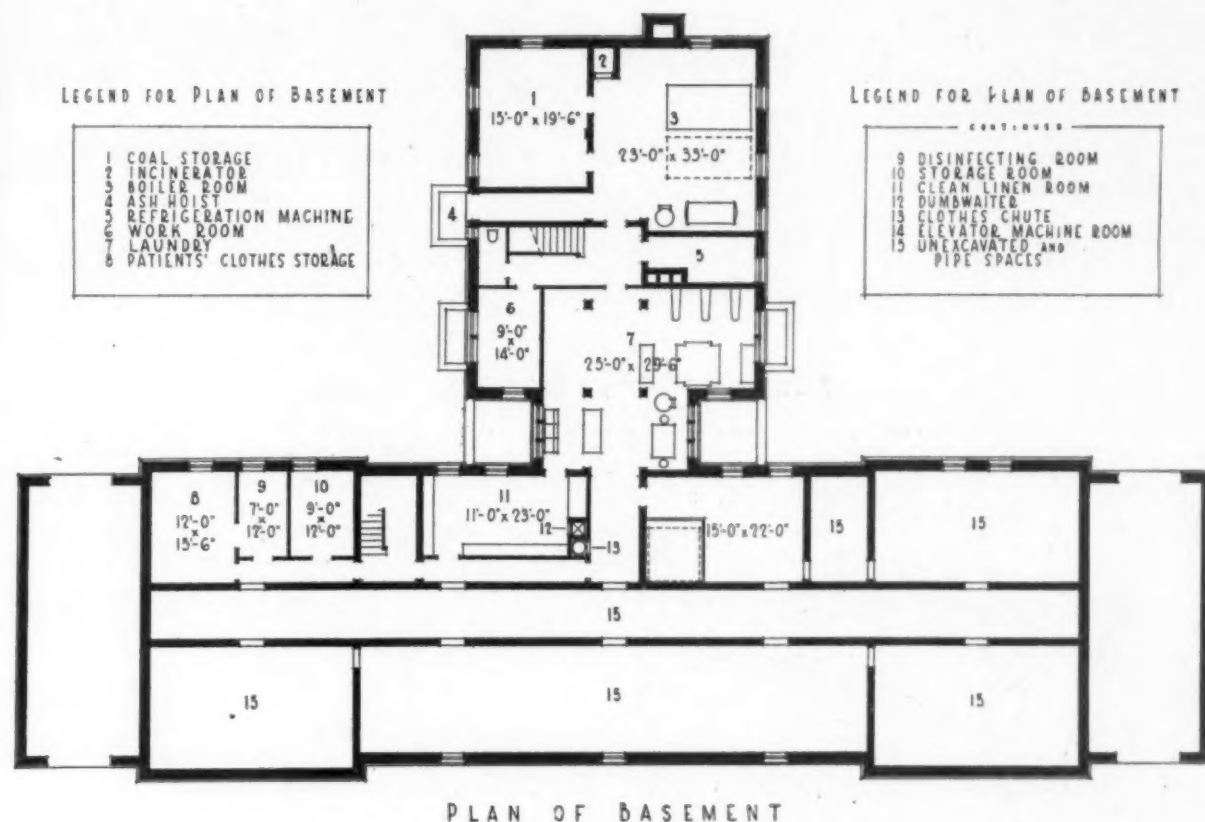 LEGEND FOR PLAN OF BASEMENT
1 COAL STORAGE
2 INCINERATOR
3 BOILER ROOM
4 ASH HOIST
5 REFRIGERATION MACHINE
6 WORK ROOM
7 LAUNDRY
8 PATIENTS' CLOTHES STORAGE
LEGEND FOR PLAN OF BASEMENT
CONTINUED
9 DISINFECTING ROOM
10 STORAGE ROOM
11 CLEAN LINEN ROOM
12 DUMBWAITER
13 CLOTHES CHUTE
14 ELEVATOR MACHINE ROOM
15 UNEXCAVATED AND
PIPE SPACES
2
1
15'-0" x 19'-6"
3
23'-0" x 33'-0"
4
5
6
9'-0"
x
14'-0"
7
25'-0" x 29'-6"
8
12'-0"
x
15'-6"
9
7'-0"
x
12'-0"
10
9'-0"
x
12'-0"
11
11'-0" x 23'-0"
12
13
15'-0" x 22'-0"
15
15
15
15
15
15
PLAN OF BASEMENT